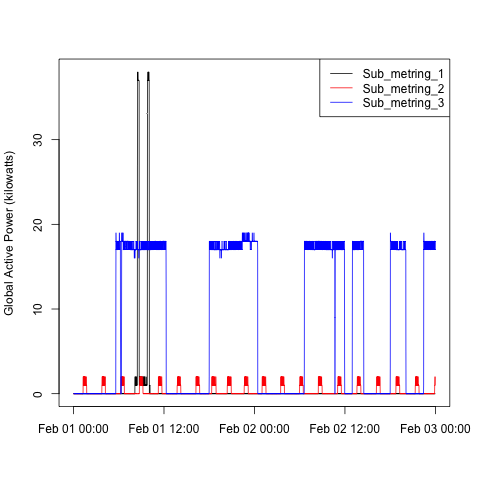 Sub_metring_1
Sub_metring_2
Sub_metring_3
Global Active Power (kilowatts)
30
20
10
0
Feb 01 00:00 Feb 01 12:00 Feb 02 00:00 Feb 02 12:00 Feb 03 00:00